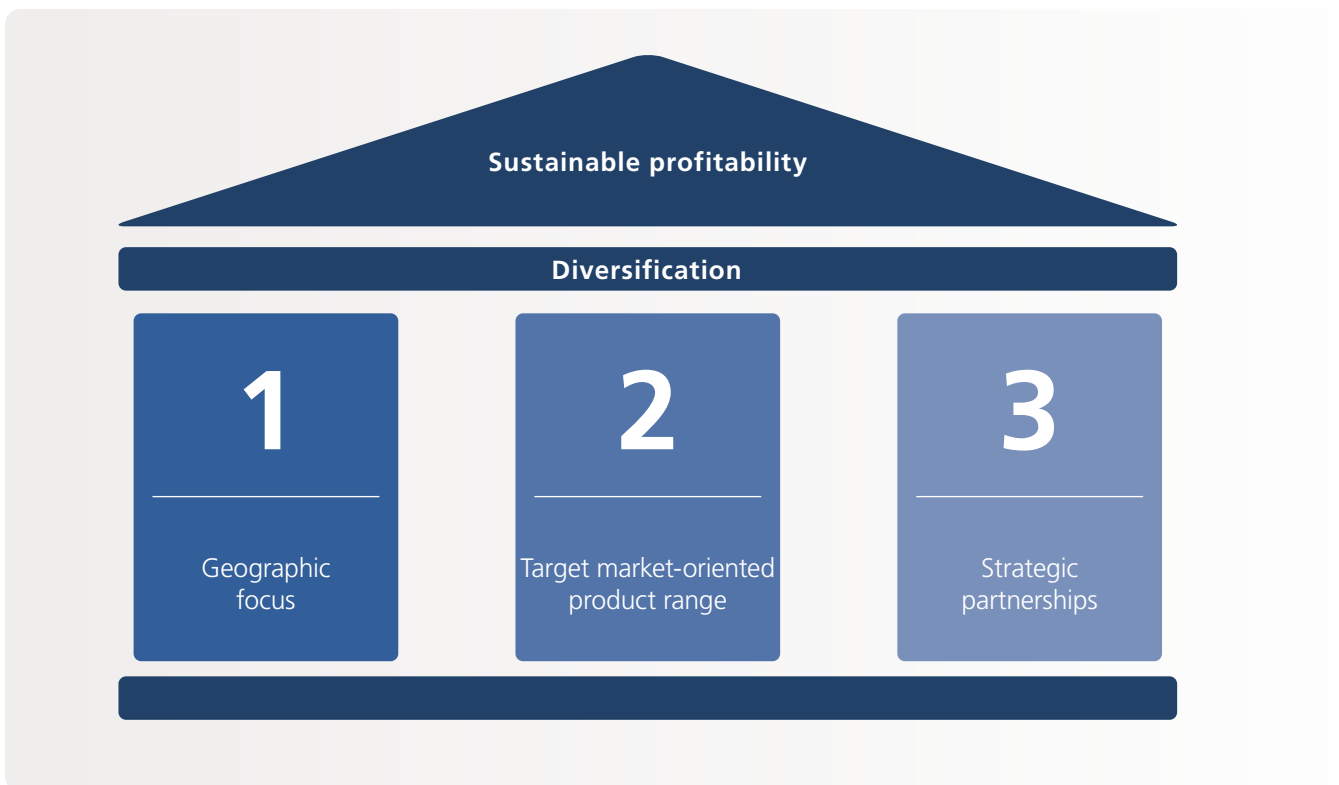 Sustainable profitability
Diversification
1
Geographic
focus
2
Target market-oriented
product range
3
Strategic
partnerships